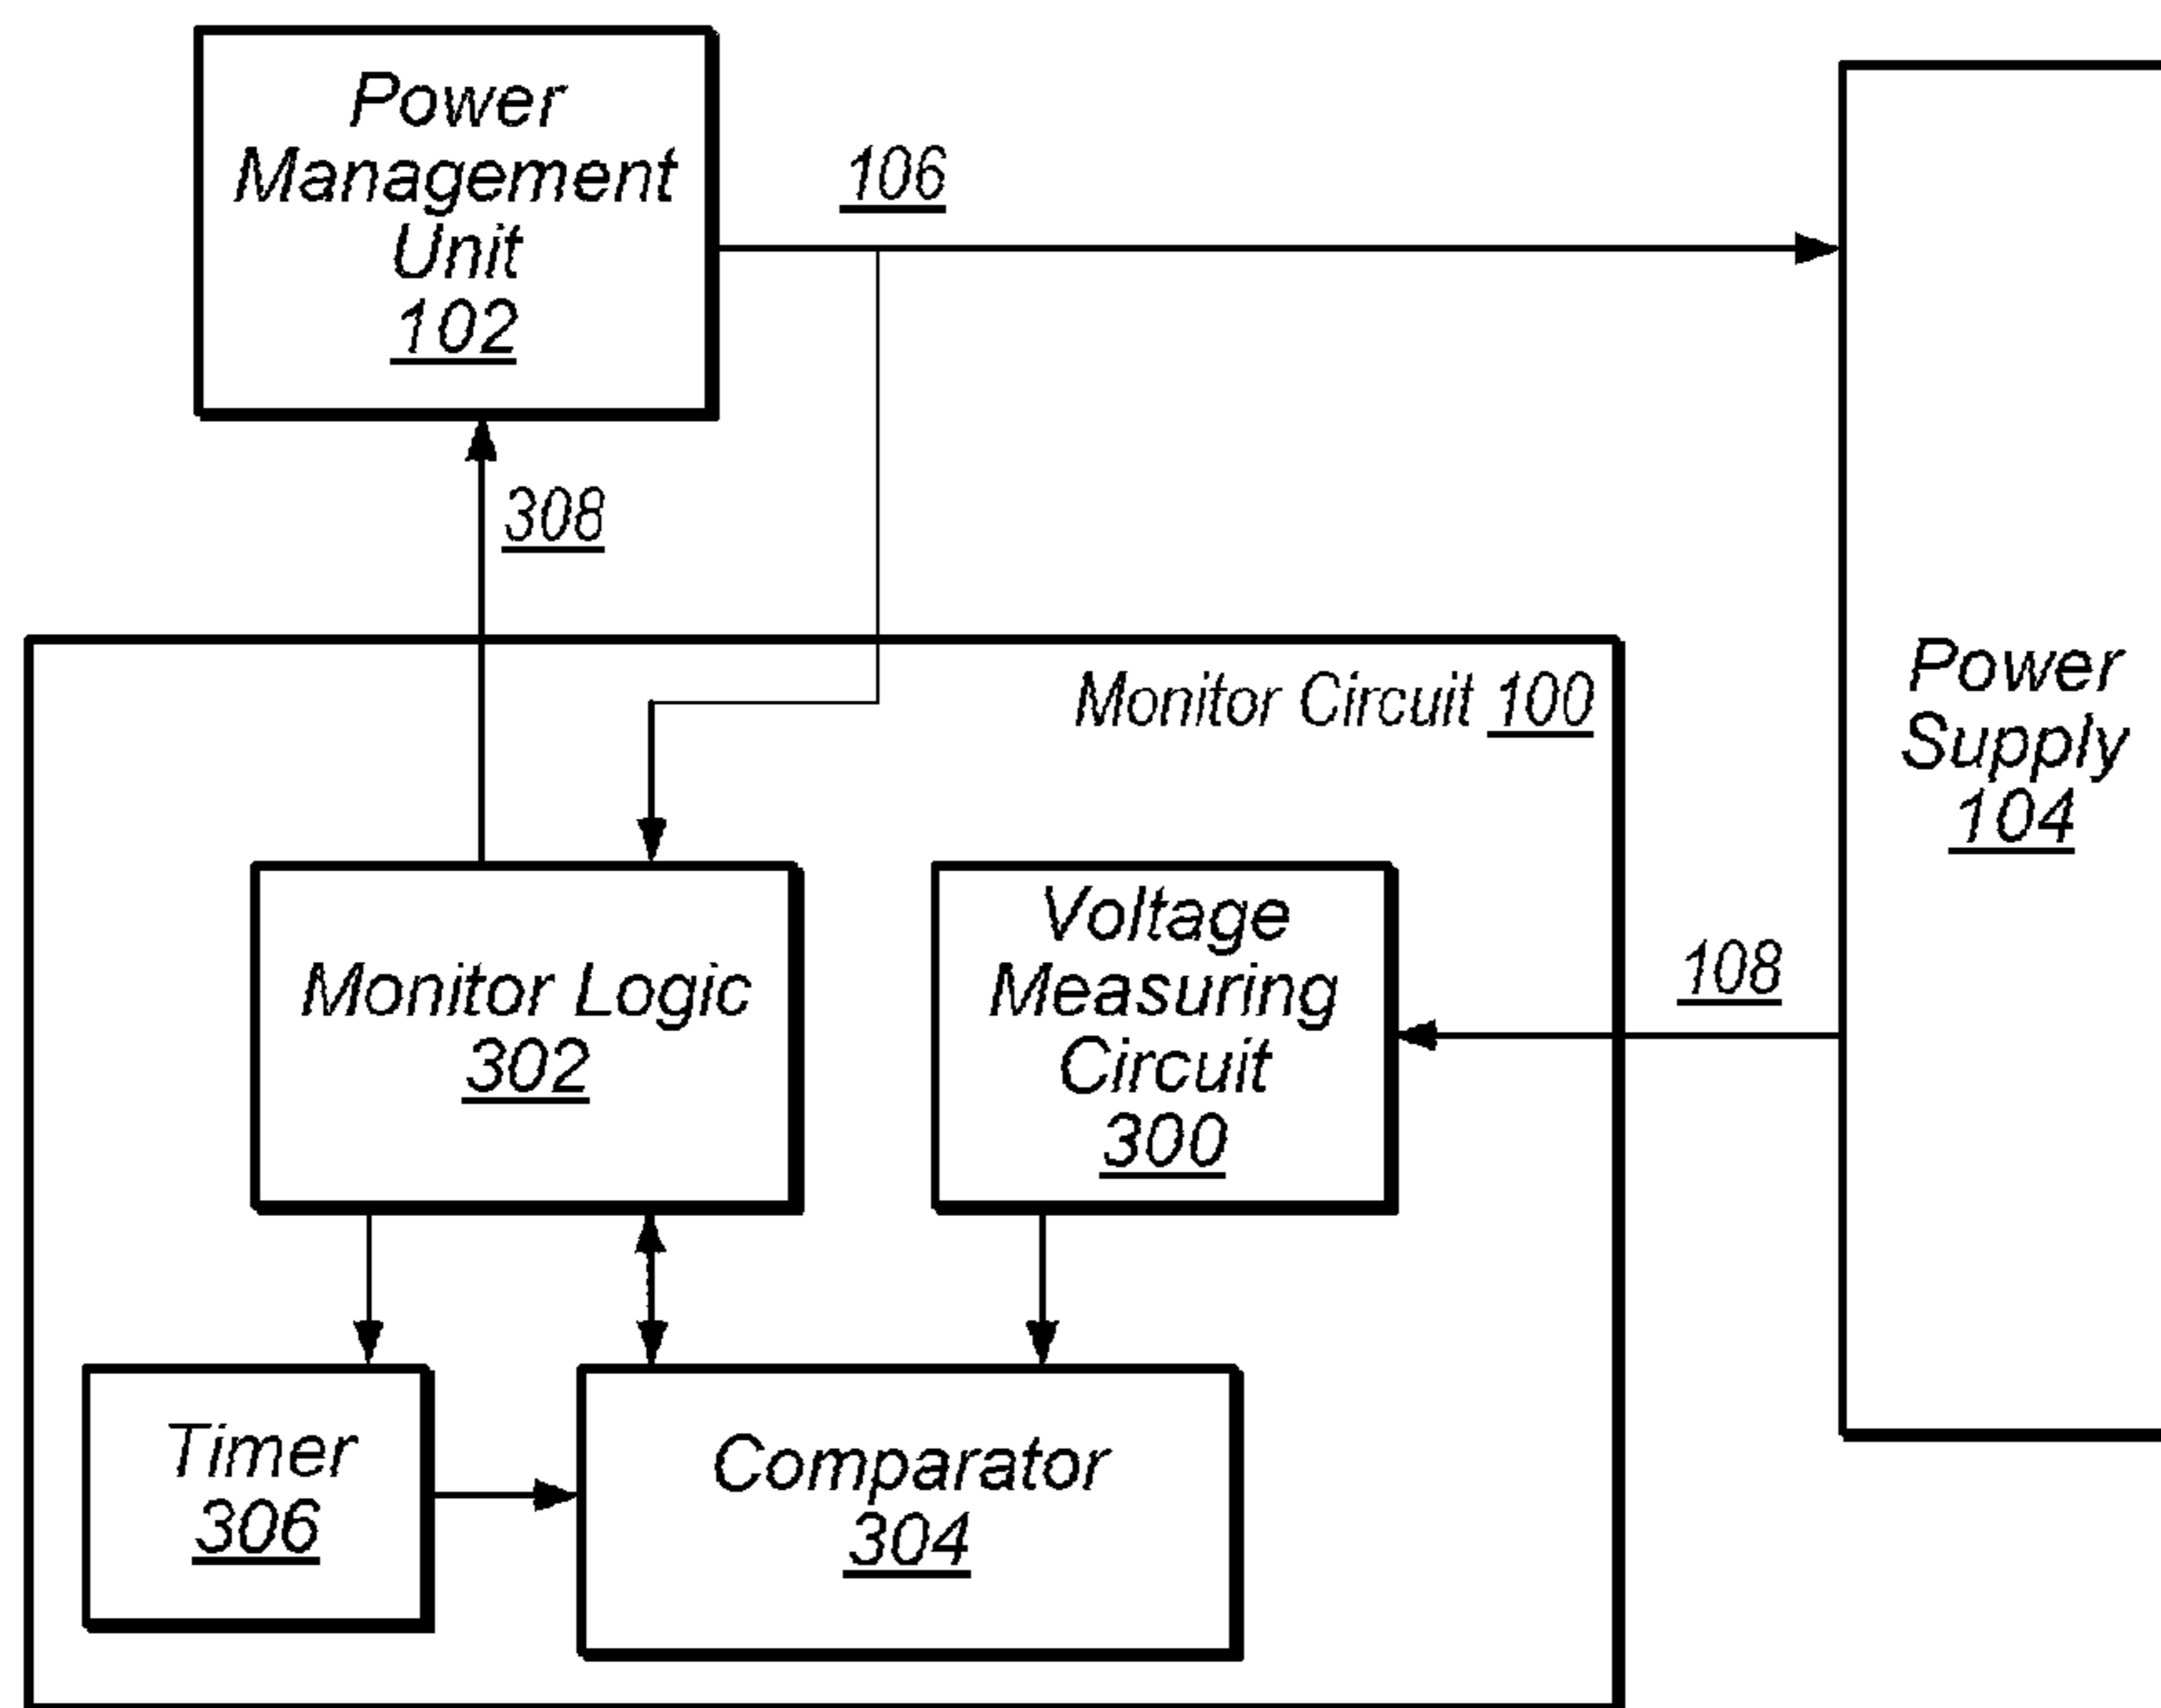 Power
Management
Unit
102
106
308
Monitor Circuit 100
Power
Supply
104
Monitor Logic
302
Voltage
Measuring
Circuit
300
108
Timer
306
Comparator
304